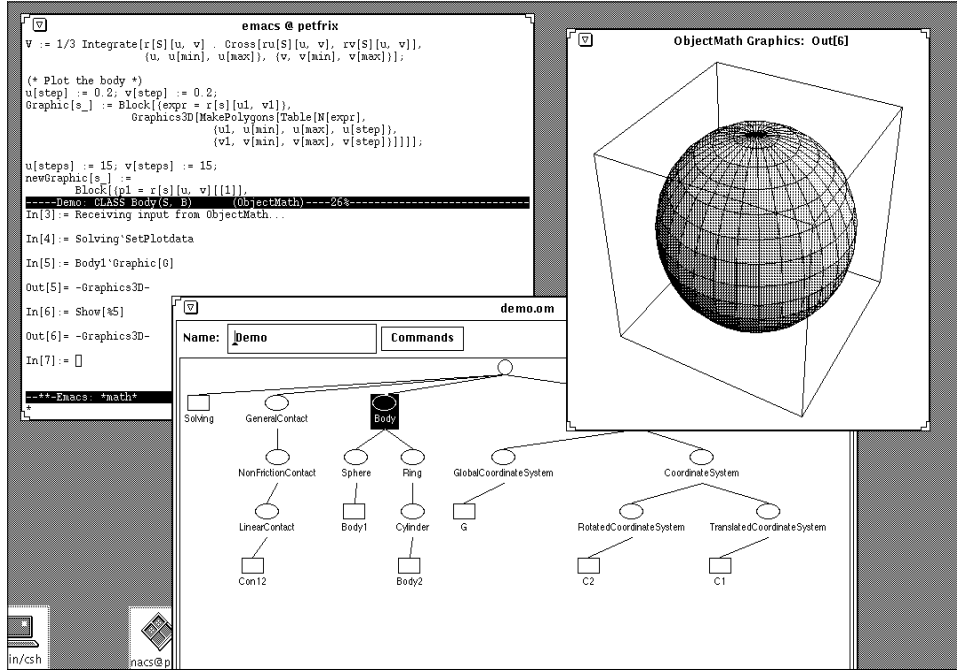 emacs @ petfrix
V := 1/3 Integrate[r[S][u, v] . Cross[ru[S][u, v], rv[S][u, v]],
{u, u[min], u[max]}, {v, v[min], v[max]}];
(* Plot the body *)
u[step] := 0.2; v[step] := 0.2;
Graphic[s_] := Block[{expr = r[s][u1, v1]},
Graphics3D[MakePolygons[Table[N[expr],
{u1, u[min], u[max], u[step]},
{v1, v[min], v[max], v[step]}]]]];
u[steps] := 15; v[steps] := 15;
newGraphic[s_] :=
Block[{p1 = r[s][u, v][[1]],
-----Demo: CLASS Body(S, B) (ObjectMath)----26%------------------------------
In[3]:= Receiving input from ObjectMath...
In[4]:= Solving`SetPlotdata
In[5]:= Body1`Graphic[G]
Out[5]= -Graphics3D-
In[6]:= Show[%5]
Out[6]= -Graphics3D-
In[7]:=
--**-Emacs: *math*
*
ObjectMath Graphics: Out[6]
demo.om
Name: Demo Commands
Solving GeneralContact Body
NonFrictionContact Sphere Ring GlobalCoordinateSystem CoordinateSystem
LinearContact Body1 Cylinder G RotatedCoordinateSystem TranslatedCoordinateSystem
Con12 Body2 C2 C1
in/csh
nacs@p